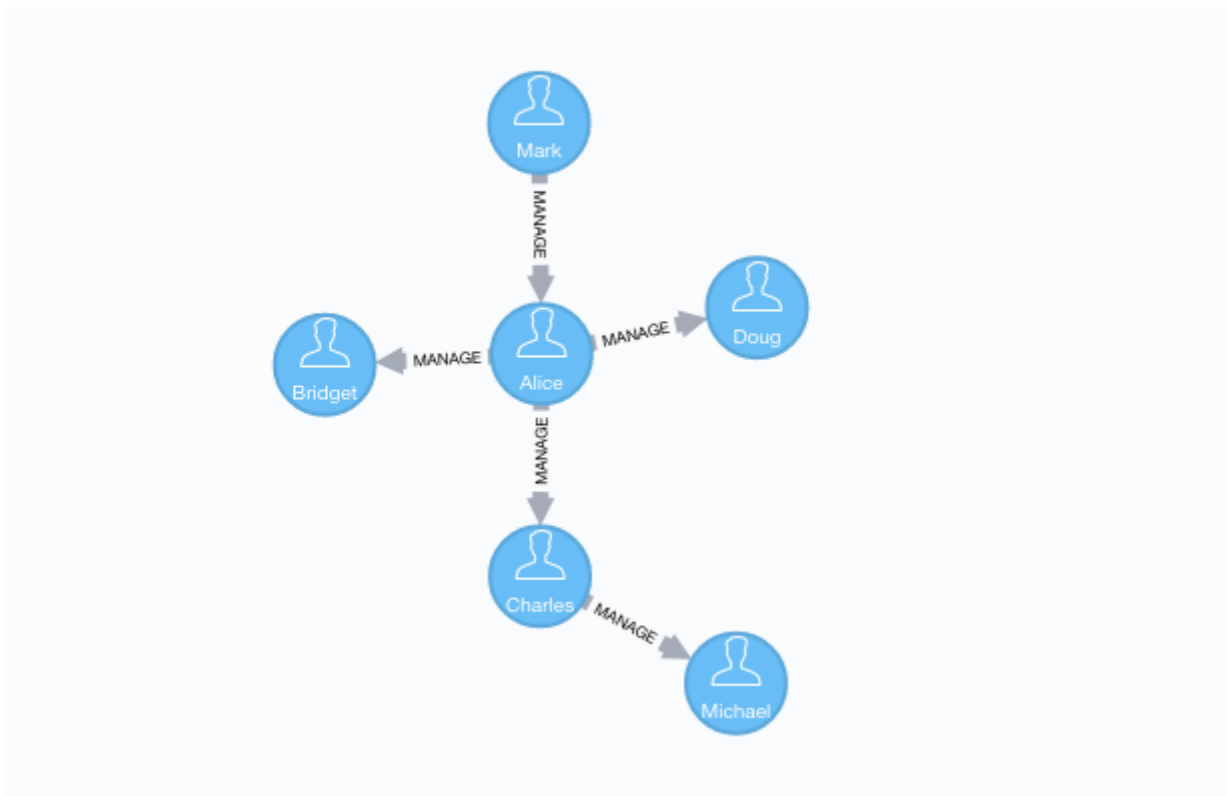 Mark
MANAGE
Doug
MANAGE
Bridget
MANAGE
Alice
MANAGE
Charles
MANAGE
Michael